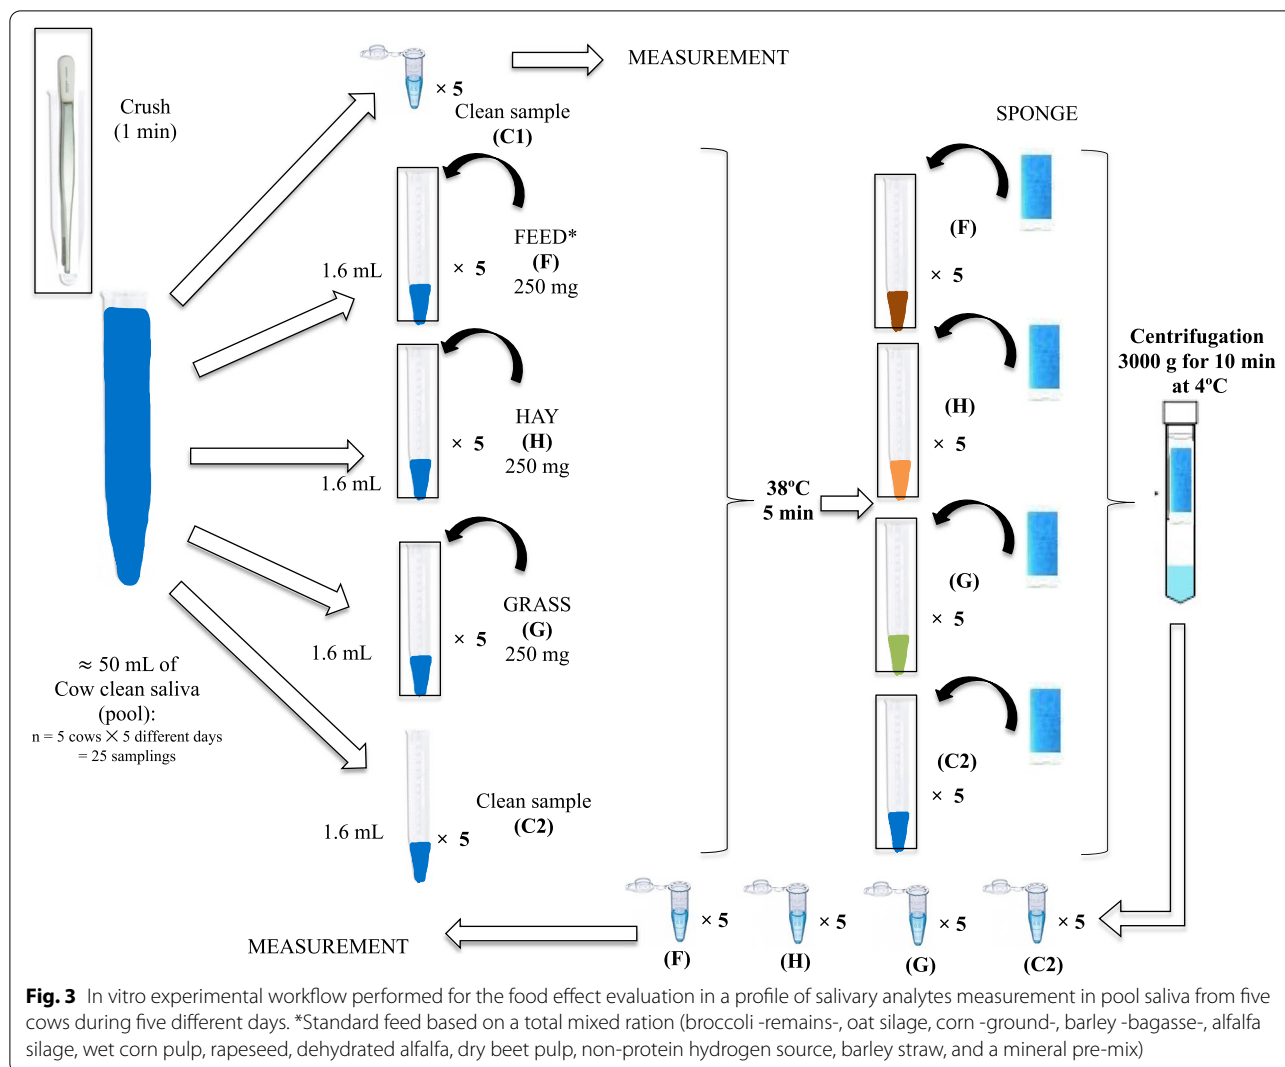 Crush
(1 min)
× 5
Clean sample
(C1)
MEASUREMENT
1.6 mL
× 5
FEED*
(F)
250 mg
1.6 mL
× 5
HAY
(H)
250 mg
1.6 mL
× 5
GRASS
(G)
250 mg
1.6 mL
× 5
Clean sample
(C2)
≈ 50 mL of
Cow clean saliva
(pool):
n = 5 cows × 5 different days
= 25 samplings
38ºC
5 min
SPONGE
(F)
× 5
(H)
× 5
(G)
× 5
(C2)
× 5
Centrifugation
3000 g for 10 min
at 4ºC
*
× 5
(F)
× 5
(H)
× 5
(G)
× 5
(C2)
MEASUREMENT
Fig. 3 In vitro experimental workflow performed for the food effect evaluation in a profile of salivary analytes measurement in pool saliva from five
cows during five different days. *Standard feed based on a total mixed ration (broccoli -remains-, oat silage, corn -ground-, barley -bagasse-, alfalfa
silage, wet corn pulp, rapeseed, dehydrated alfalfa, dry beet pulp, non-protein hydrogen source, barley straw, and a mineral pre-mix)